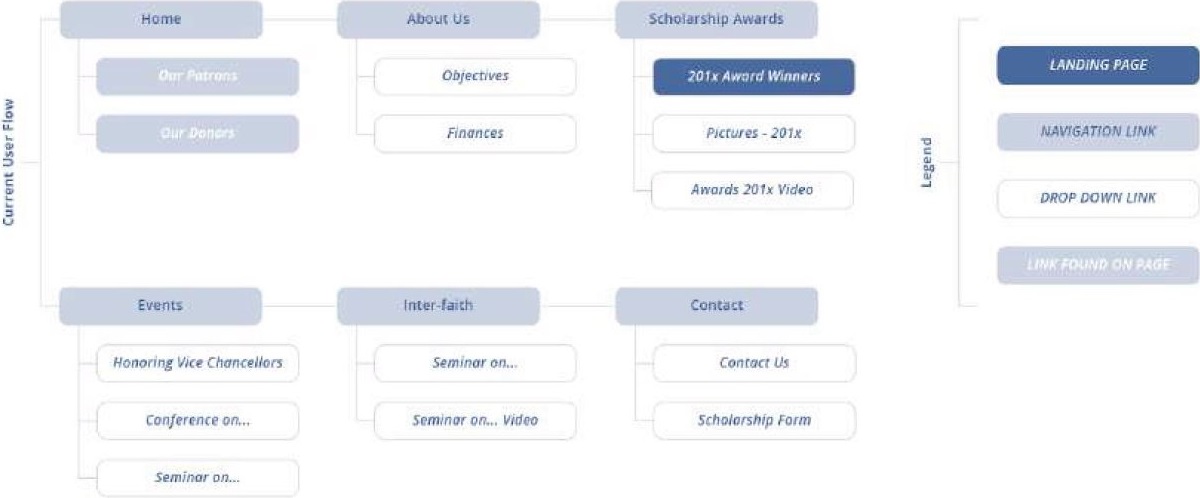 Current User Flow
Home
Our Patrons
Our Donors
About Us
Objectives
Finances
Scholarship Awards
201x Award Winners
Pictures - 201x
Awards 201x Video
Events
Honoring Vice Chancellors
Conference on...
Seminar on...
Inter-faith
Seminar on...
Seminar on... Video
Contact
Contact Us
Scholarship Form
Legend
LANDING PAGE
NAVIGATION LINK
DROP DOWN LINK
LINK FOUND ON PAGE